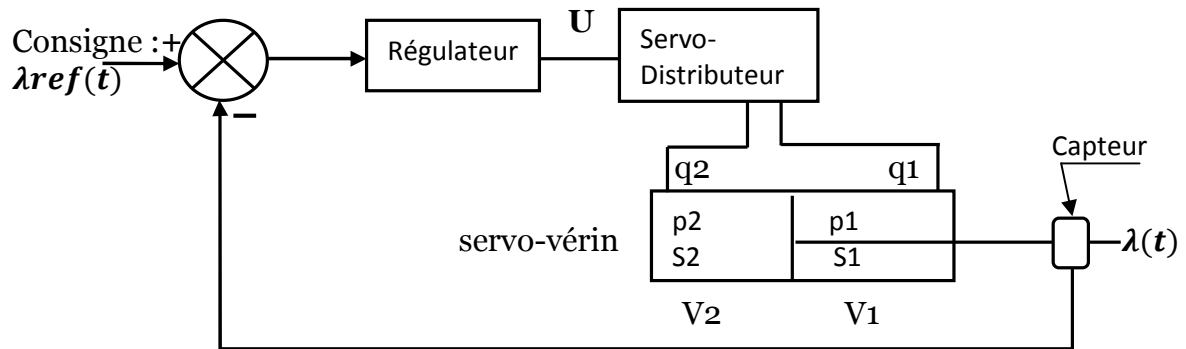 Consigne :+
λref(t)
Régulateur
U
Servo-
Distributeur
Capteur
q2
q1
p2
S2
p1
S1
servo-vérin
λ(t)
V2
V1
−